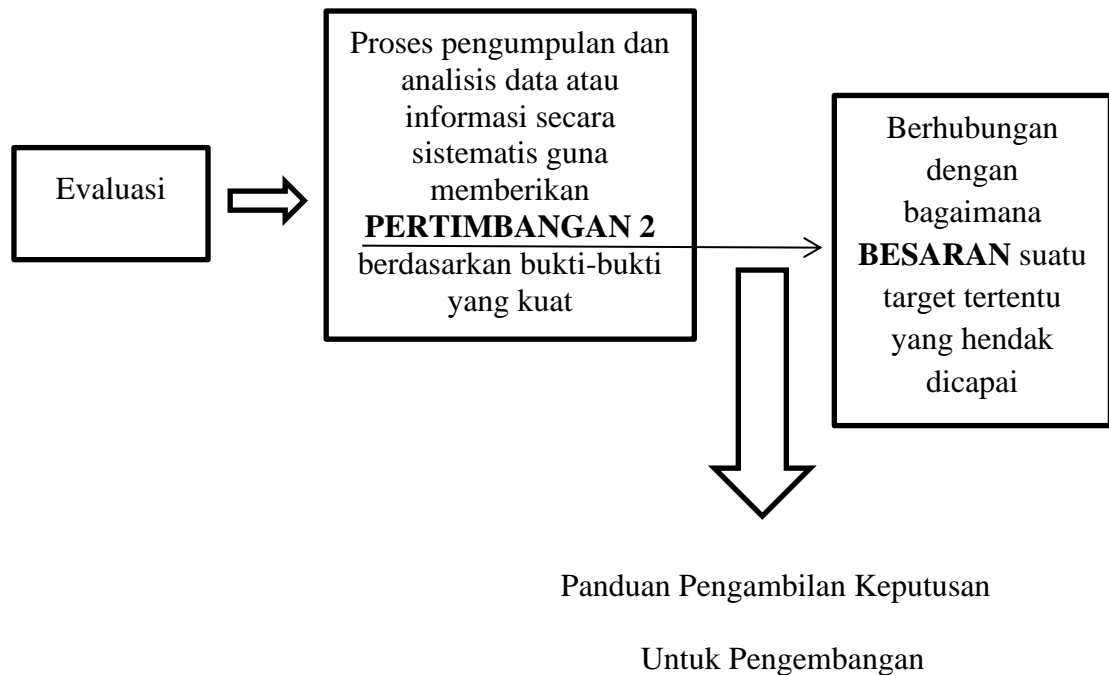 Evaluasi
Proses pengumpulan dan
analisis data atau
informasi secara
sistematis guna
memberikan
PERTIMBANGAN 2
berdasarkan bukti-bukti
yang kuat
Berhubungan
dengan
bagaimana
BESARAN suatu
target tertentu
yang hendak
dicapai
Panduan Pengambilan Keputusan
Untuk Pengembangan